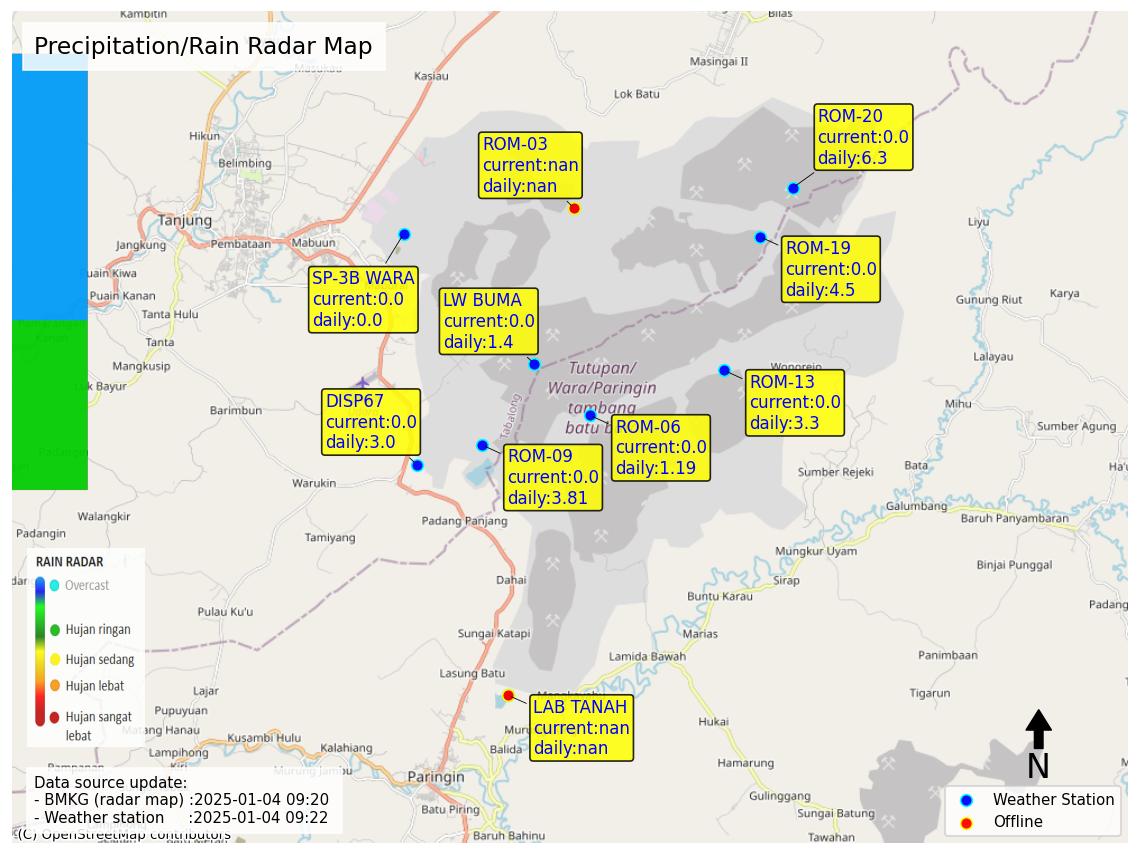 Kambitin
Bilas
Precipitation/Rain Radar Map
Masukau
Masingai II
Kasiau
Lok Batu
ROM-20
current:0.0
daily:6.3
Hikun
ROM-03
current:nan
daily:nan
Belimbing
Tanjung
Liyu
Jangkung
Pembataan
Mabuun
ROM-19
current:0.0
daily:4.5
Puain Kiwa
SP-3B WARA
current:0.0
daily:0.0
Puain Kanan
LW BUMA
current:0.0
daily:1.4
Gunung Riut
Karya
Tanta Hulu
Kanan
Tanta
Lalayau
Mangkusip
Wonorejo
Tutupan/
Wara/Paringin
tambang
batu b
Luk Bayur
ROM-13
current:0.0
daily:3.3
Barimbun
DISP67
current:0.0
daily:3.0
Tabalong
Mihu
ROM-06
current:0.0
daily:1.19
Sumber Agung
Padangin
ROM-09
current:0.0
daily:3.81
Bata
Ha'u
Sumber Rejeki
Warukin
Galumbang
Walangkir
Padang Panjang
Baruh Panyambaran
Padangin
Tamiyang
Mungkur Uyam
RAIN RADAR
Overcast
Hujan ringan
Hujan sedang
Hujan lebat
Hujan sangat
lebat
Binjai Punggal
Dahai
Sirap
Buntu Karau
Padang
Pulau Ku'u
Sungai Katapi
Marias
Lamida Bawah
Panimbaan
Lasung Batu
Lajar
Tigarun
Pupuyuan
LAB TANAH
current:nan
daily:nan
Hukai
Matang Hanau
Kusambi Hulu
Muru
Lampihong
Kalahiang
Balida
Hamarung
N
Murung Jambu
Paringin
Data source update:
- BMKG (radar map) :2025-01-04 09:20
- Weather station :2025-01-04 09:22
Gulinggang
Weather Station
Offline
Batu Piring
Sungai Batung
(C) OpenStreetMap contributors
Baruh Bahinu
Tawahan